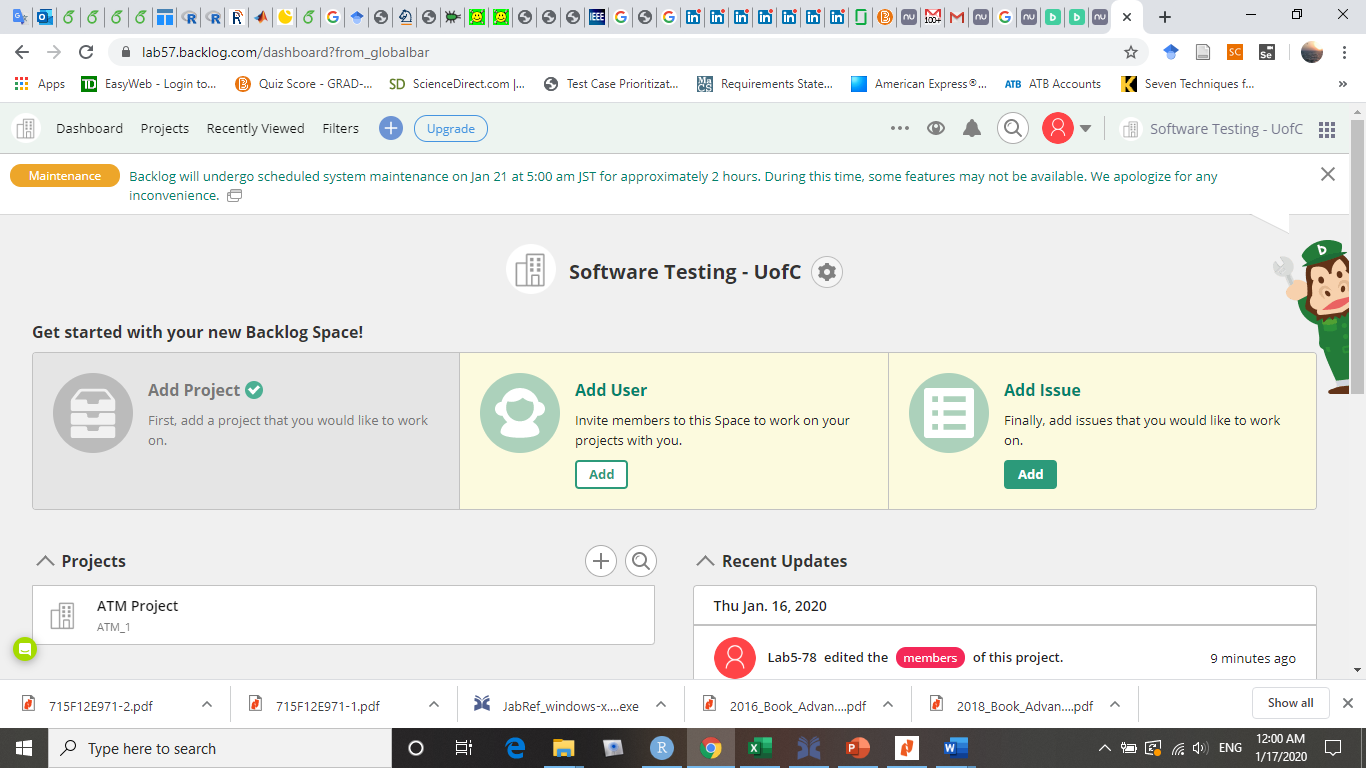 lab57.backlog.com/dashboard?from_globalbar
Apps EasyWeb - Login to... Quiz Score - GRAD-... SD ScienceDirect.com |... Test Case Prioritizat... Requirements State... American Express®... ATB ATB Accounts Seven Techniques f... »
Dashboard Projects Recently Viewed Filters Upgrade Software Testing - UofC
Maintenance Backlog will undergo scheduled system maintenance on Jan 21 at 5:00 am JST for approximately 2 hours. During this time, some features may not be available. We apologize for any
inconvenience.
Software Testing - UofC
Get started with your new Backlog Space!
Add Project
First, add a project that you would like to work
on.
Add User
Invite members to this Space to work on your
projects with you.
Add
Add Issue
Finally, add issues that you would like to work
on.
Add
Projects
ATM Project
ATM_1
Recent Updates
Thu Jan. 16, 2020
Lab5-78 edited the members of this project. 9 minutes ago
715F12E971-2.pdf 715F12E971-1.pdf JabRef_windows-x....exe 2016_Book_Advan....pdf 2018_Book_Advan....pdf Show all
Type here to search
ENG 12:00 AM
1/17/2020